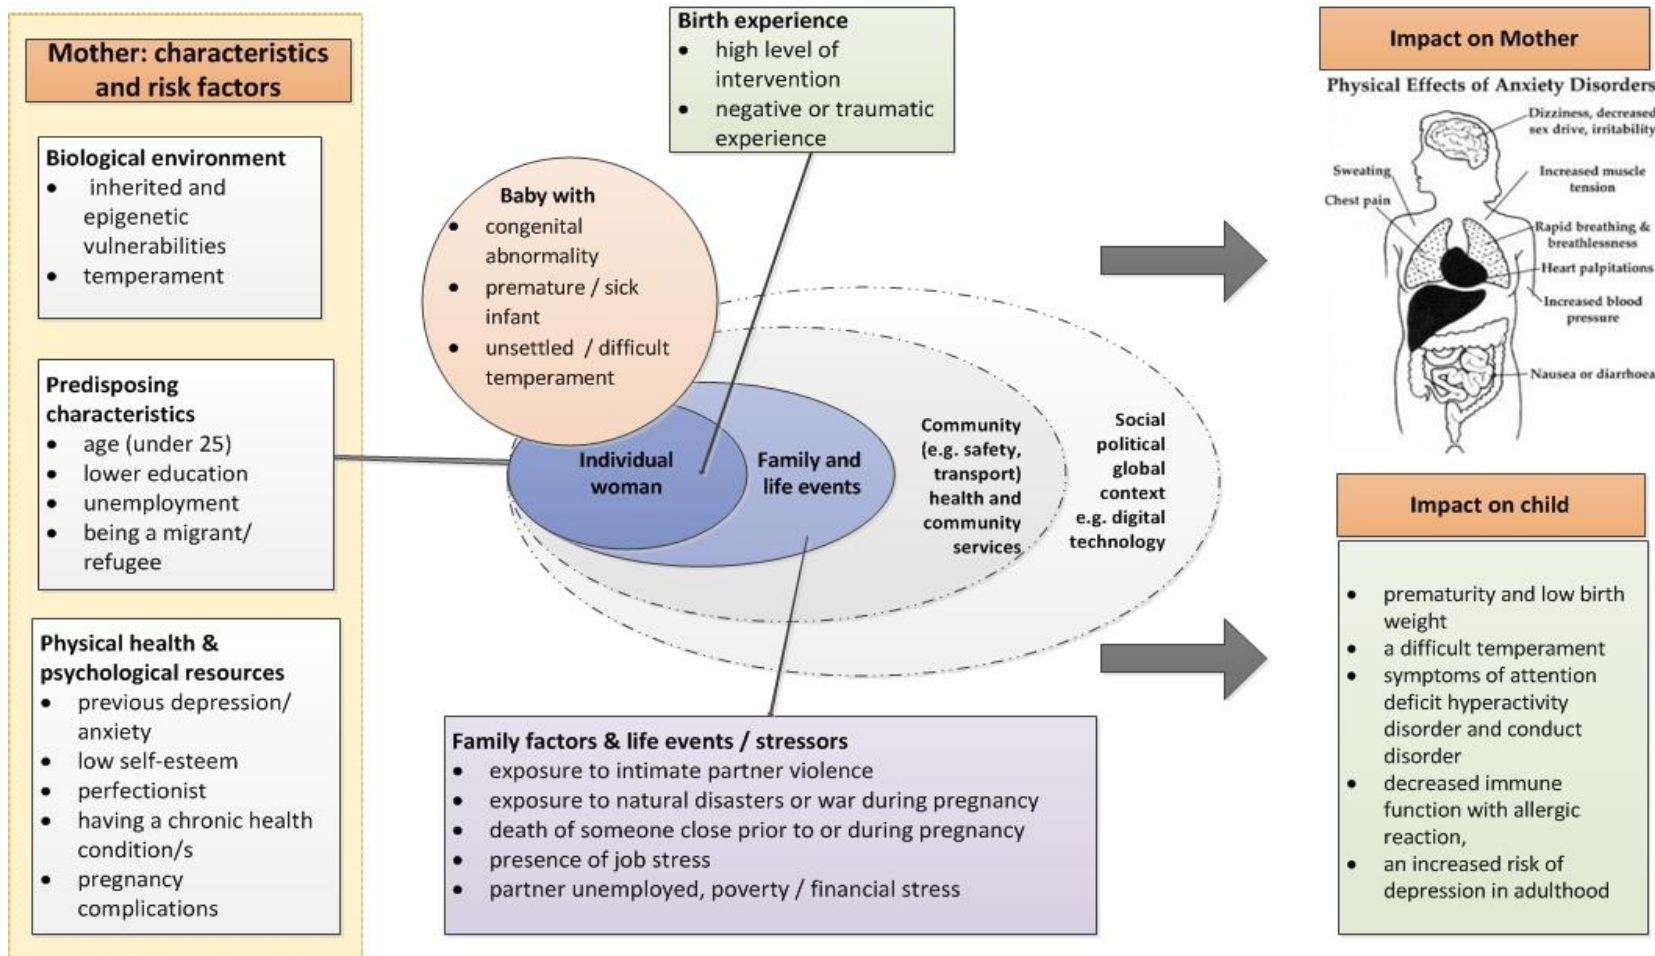 Mother: characteristics
and risk factors
Biological environment
• inherited and
epigenetic
vulnerabilities
• temperament
Predisposing
characteristics
• age (under 25)
• lower education
• unemployment
• being a migrant/
refugee
Physical health &
psychological resources
• previous depression/
anxiety
• low self-esteem
• perfectionist
• having a chronic health
condition/s
• pregnancy
complications
Birth experience
• high level of
intervention
• negative or traumatic
experience
Baby with
• congenital
abnormality
• premature / sick
infant
• unsettled / difficult
temperament
Individual
woman
Family and
life events
Community
(e.g. safety,
transport)
health and
community
services
Social
political
global
context
e.g. digital
technology
Family factors & life events / stressors
• exposure to intimate partner violence
• exposure to natural disasters or war during pregnancy
• death of someone close prior to or during pregnancy
• presence of job stress
• partner unemployed, poverty / financial stress
Impact on Mother
Physical Effects of Anxiety Disorders
Dizziness, decreased
sex drive, irritability
Sweating
Chest pain
Increased muscle
tension
Rapid breathing &
breathlessness
Heart palpitations
Increased blood
pressure
Nausea or diarrhoea
Impact on child
• prematurity and low birth
weight
• a difficult temperament
• symptoms of attention
deficit hyperactivity
disorder and conduct
disorder
• decreased immune
function with allergic
reaction,
• an increased risk of
depression in adulthood